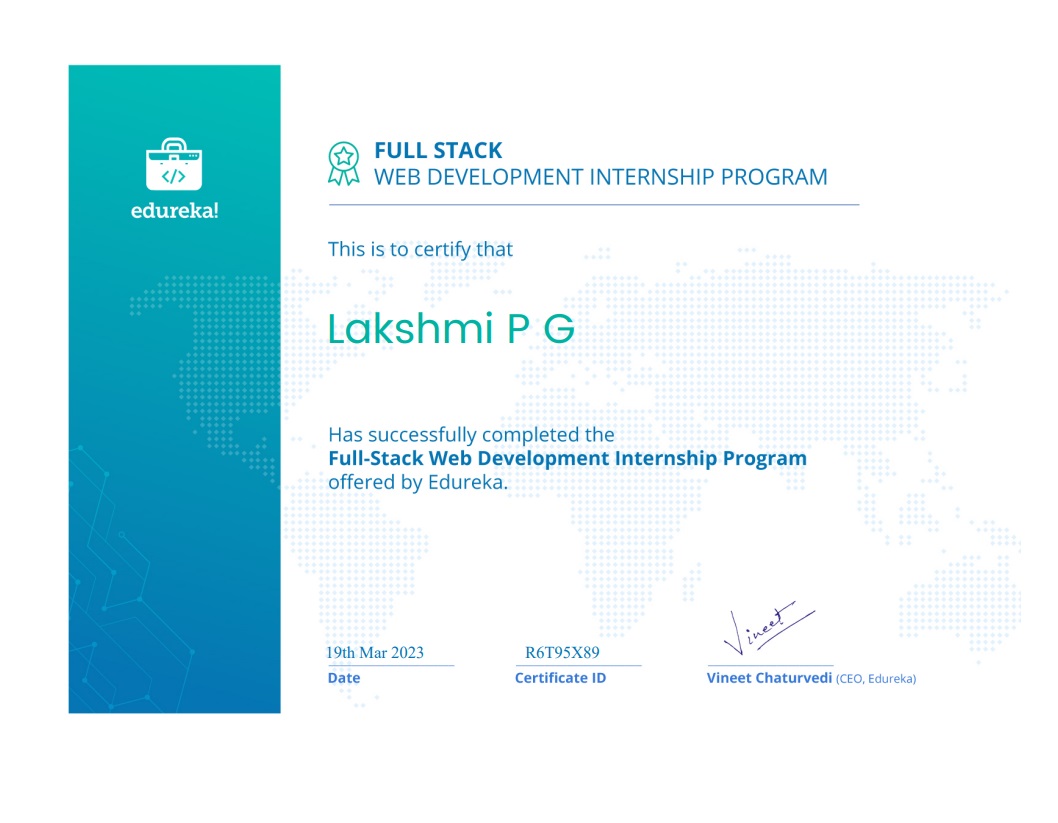 edureka!
FULL STACK
WEB DEVELOPMENT INTERNSHIP PROGRAM
This is to certify that
Lakshmi P G
Has successfully completed the
Full-Stack Web Development Internship Program
offered by Edureka.
Vineet
19th Mar 2023 R6T95X89
Date Certificate ID Vineet Chaturvedi (CEO, Edureka)